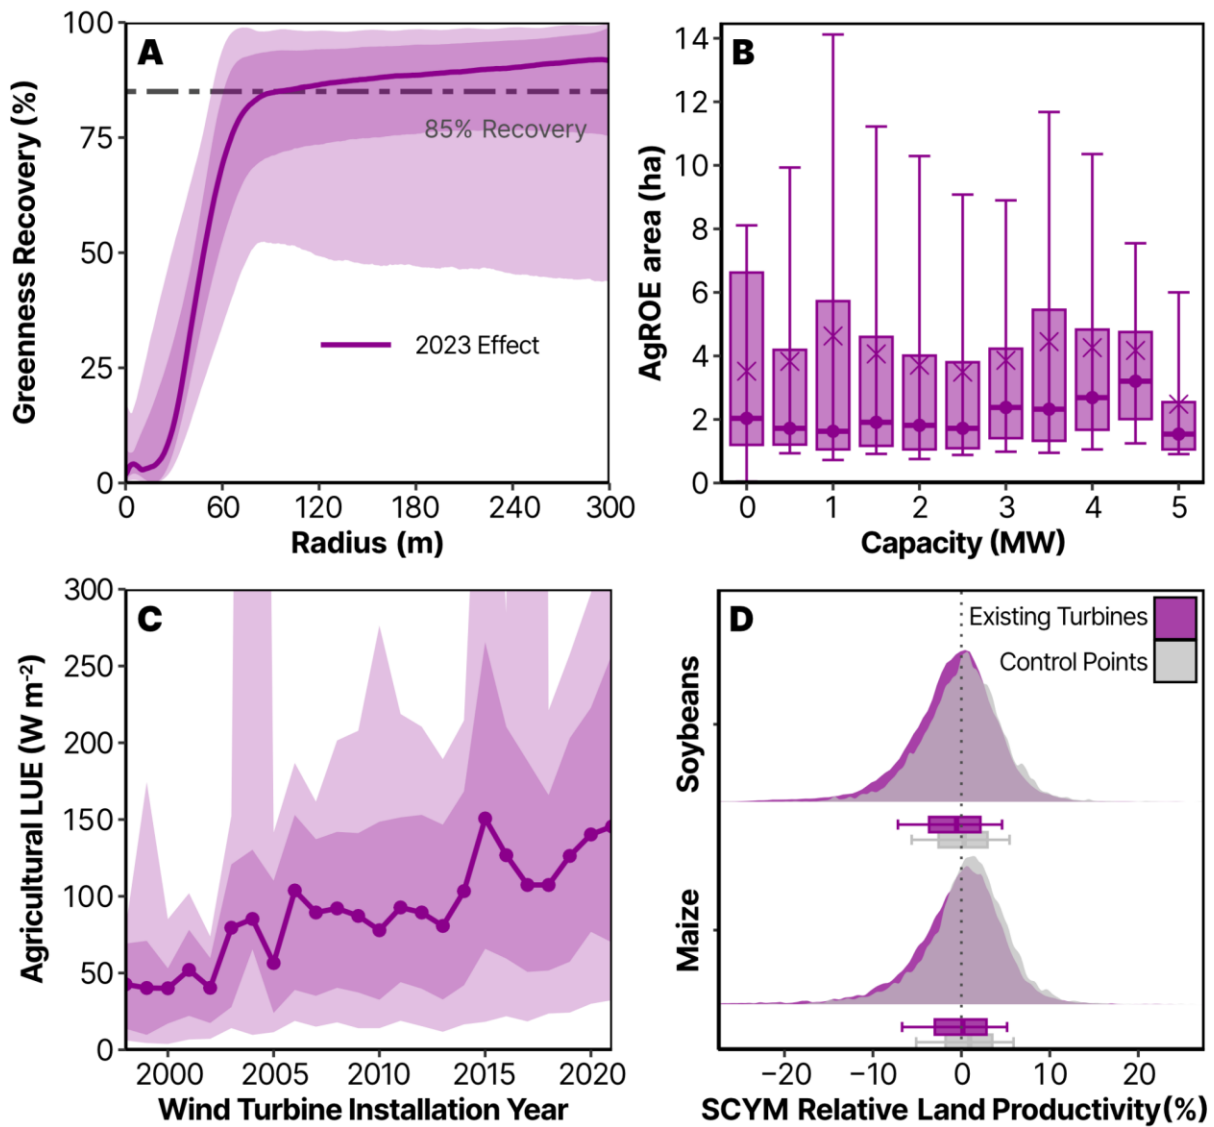 A
Greenness Recovery (%)
100
75
50
25
0
85% Recovery
2023 Effect
0 60 120 180 240 300
Radius (m)
B
AgROE area (ha)
14
12
10
8
6
4
2
0
0 1 2 3 4 5
Capacity (MW)
C
Agricultural LUE (W m⁻²)
300
250
200
150
100
50
0
2000 2005 2010 2015 2020
Wind Turbine Installation Year
D
Existing Turbines
Control Points
Soybeans
Maize
−20 −10 0 10 20
SCYM Relative Land Productivity(%)